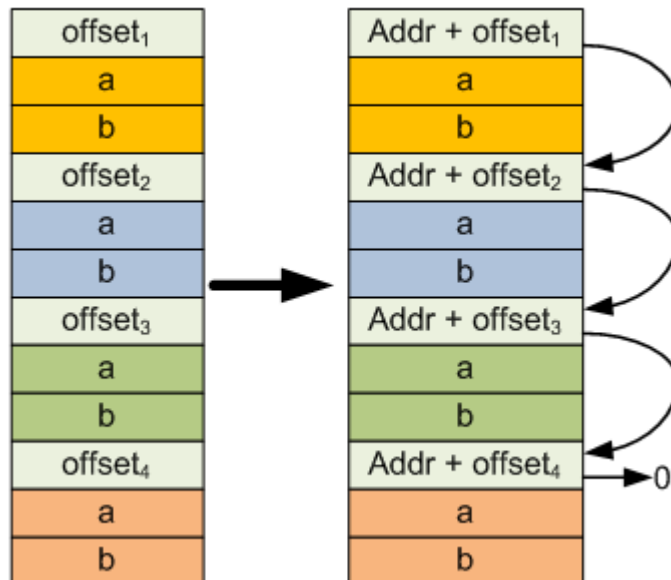 offset₁
a
b
offset₂
a
b
offset₃
a
b
offset₄
a
b
Addr + offset₁
a
b
Addr + offset₂
a
b
Addr + offset₃
a
b
Addr + offset₄
0
a
b